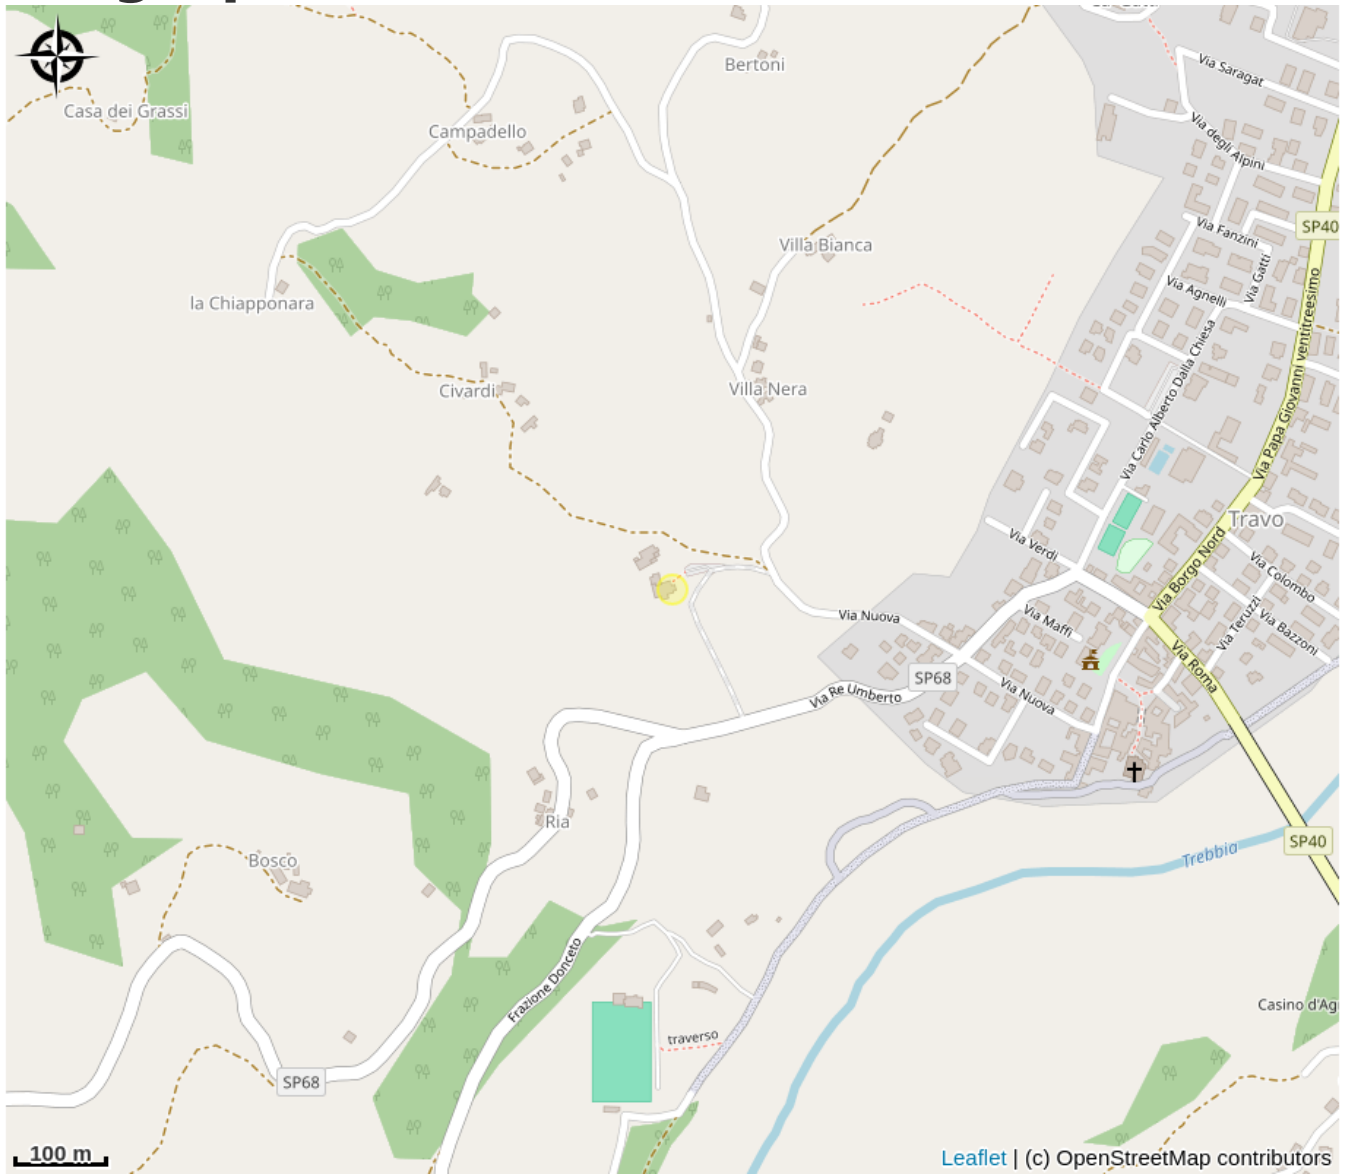 Bertoni
Via Saragat
Casa dei Grassi
Campadello
Via degli Alpini
Via Fanzini
SP40
Villa Bianca
Via Gatti
Via Agnelli
la Chiapponara
Via Papa Giovanni ventitreesimo
Via Carlo Alberto Dalla Chiesa
Civardi
Villa Nera
Travo
Via Verdi
Via Borgo Nord
Via Colombo
Via Nuova
Via Maffi
Via Teruzzi
Via Bazzoni
SP68
Via Roma
Via Re Umberto
Via Nuova
Ria
SP40
Trebbia
Bosco
Frazione Donceto
Casino d'Ag
traverso
SP68
100 m
Leaflet | (c) OpenStreetMap contributors